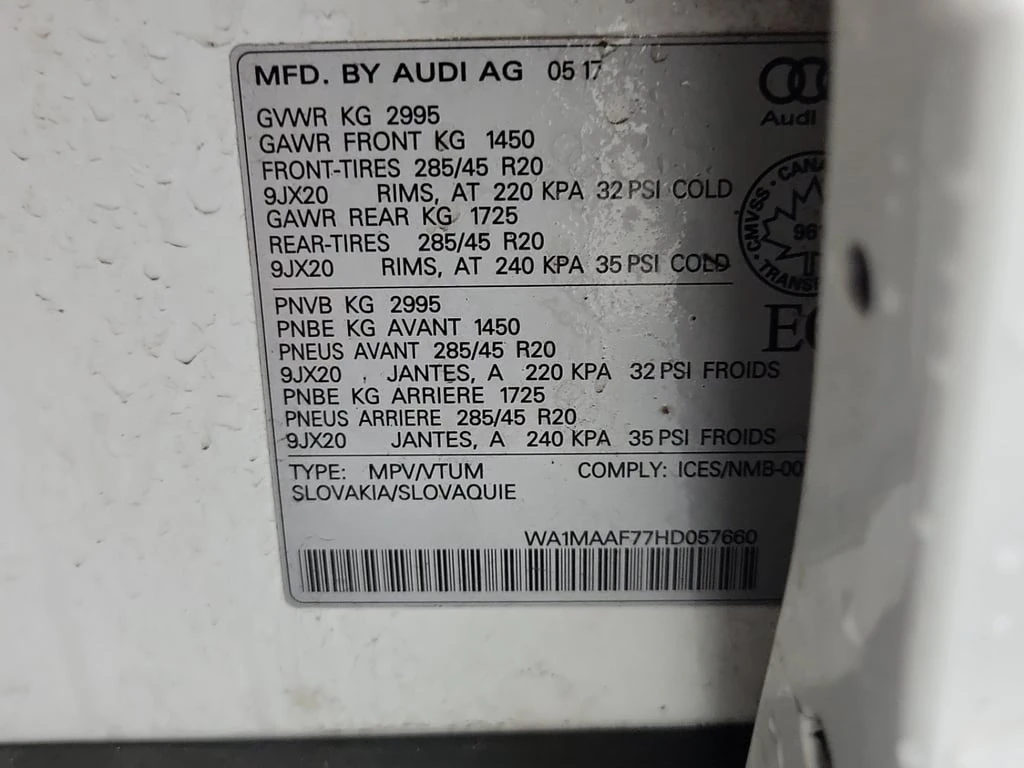 MFD. BY AUDI AG 05 17
Audi
GVWR KG 2995
GAWR FRONT KG 1450
FRONT-TIRES 285/45 R20
9JX20 RIMS, AT 220 KPA 32 PSI COLD
GAWR REAR KG 1725
REAR-TIRES 285/45 R20
9JX20 RIMS, AT 240 KPA 35 PSI COLD
CMVSS
PNVB KG 2995
PNBE KG AVANT 1450
PNEUS AVANT 285/45 R20
9JX20 JANTES, A 220 KPA 32 PSI FROIDS
PNBE KG ARRIERE 1725
PNEUS ARRIERE 285/45 R20
9JX20 JANTES, A 240 KPA 35 PSI FROIDS
TYPE: MPV/VTUM COMPLY: ICES/NMB-00
SLOVAKIA/SLOVAQUIE
WA1MAAF77HD057660